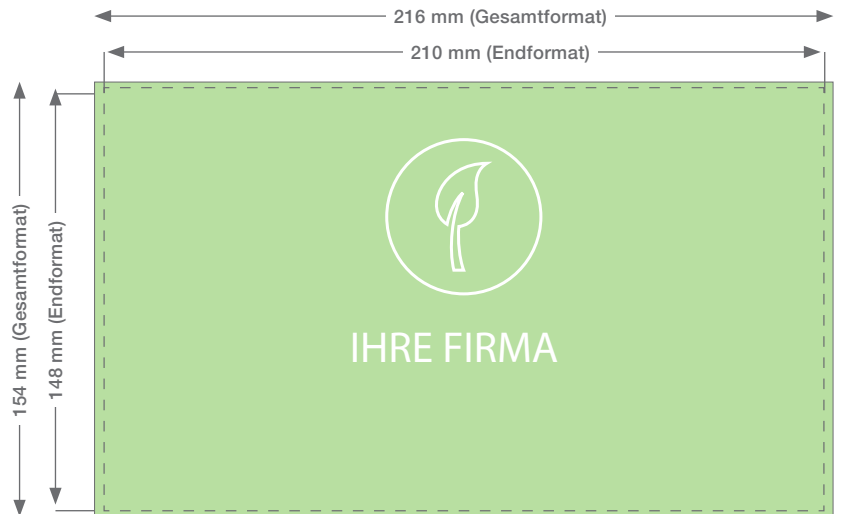 216 mm (Gesamtformat)
210 mm (Endformat)
154 mm (Gesamtformat)
148 mm (Endformat)
IHRE FIRMA